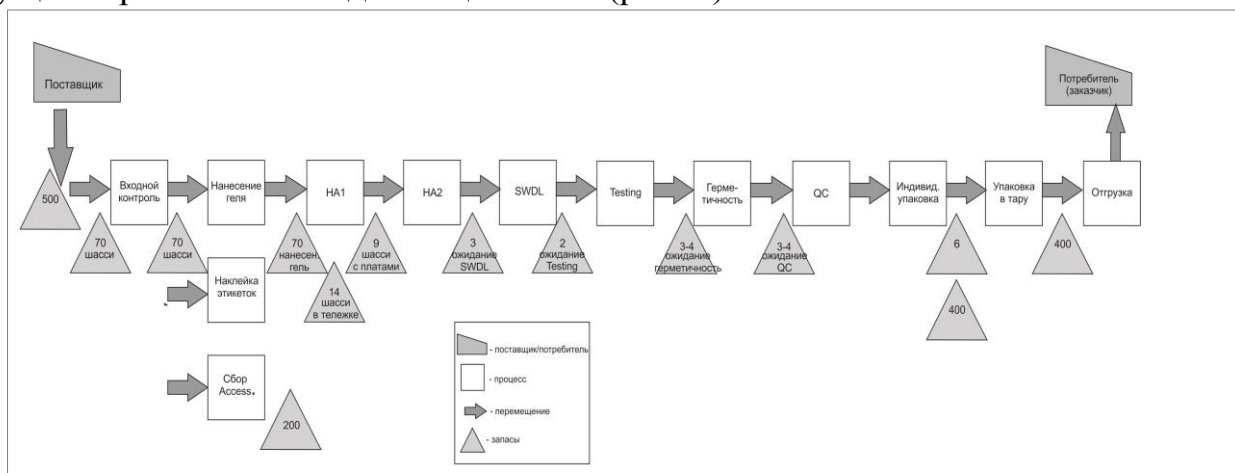 Поставщик
Потребитель
(заказчик)
500
Входной
контроль
Нанесение
геля
HA1
HA2
SWDL
Testing
Герме-
тичность
QC
Индивид.
упаковка
Упаковка
в тару
Отгрузка
70
шасси
70
шасси
70
нанесен.
гель
9
шасси
с платами
3
ожидание
SWDL
2
ожидание
Testing
3-4
ожидание
герметичность
3-4
ожидание
QC
6
400
Наклейка
этикеток
14
шасси
в тележке
400
Сбор
Access.
200
- поставщик/потребитель
- процесс
- перемещение
- запасы